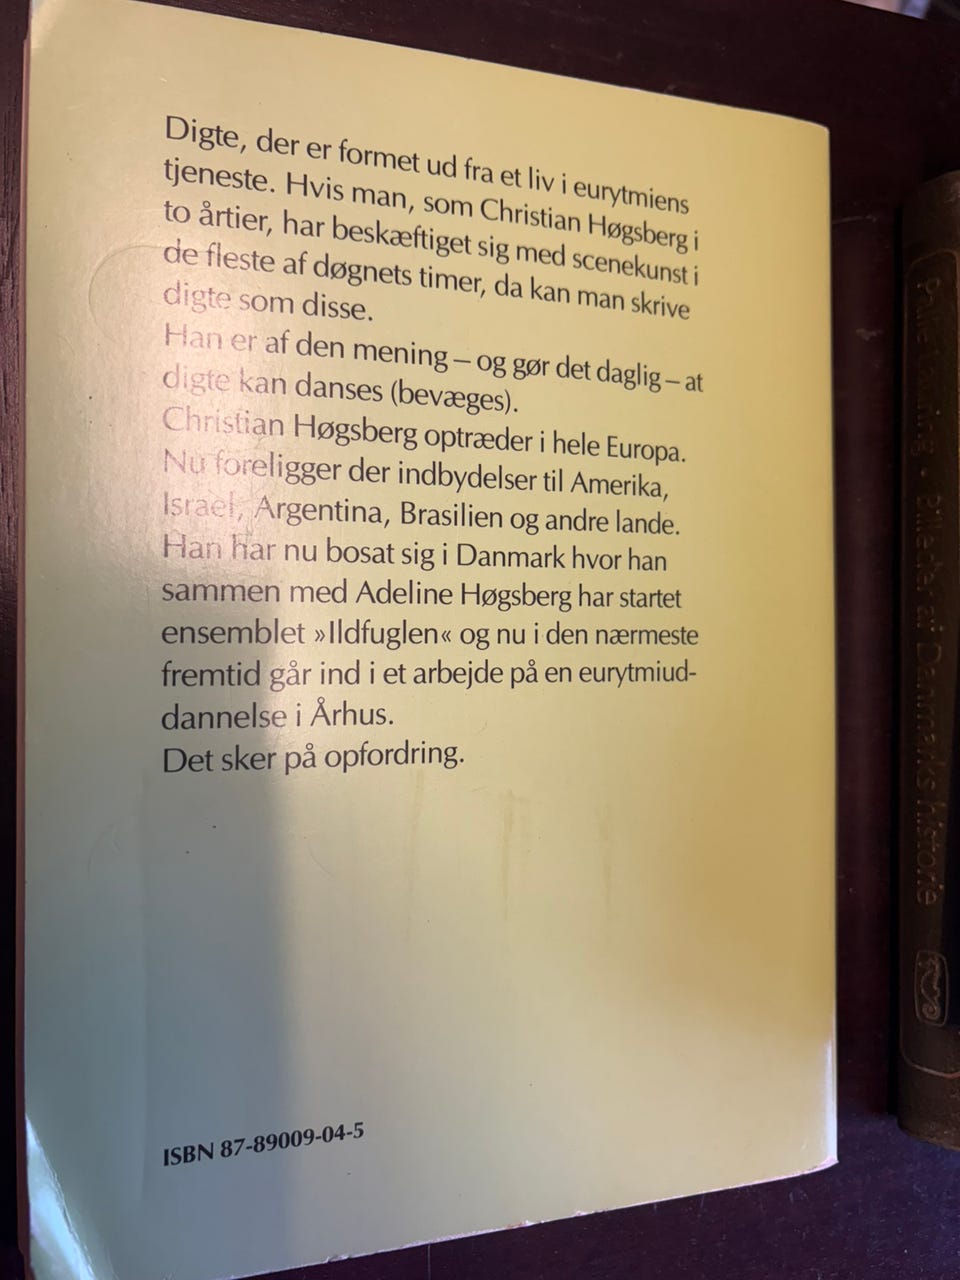 Digte, der er formet ud fra et liv i eurytmiens
tjeneste. Hvis man, som Christian Høgsberg i
to årtier, har beskæftiget sig med scenekunst i
de fleste af døgnets timer, da kan man skrive
digte som disse.
Han er af den mening – og gør det daglig – at
digte kan danses (bevæges).
Christian Høgsberg optræder i hele Europa.
Nu foreligger der indbydelser til Amerika,
Israel, Argentina, Brasilien og andre lande.
Han har nu bosat sig i Danmark hvor han
sammen med Adeline Høgsberg har startet
ensemblet »Ildfuglen« og nu i den nærmeste
fremtid går ind i et arbejde på en eurytmiud-
dannelse i Århus.
Det sker på opfordring.
ISBN 87-89009-04-5
af Danmarks historie